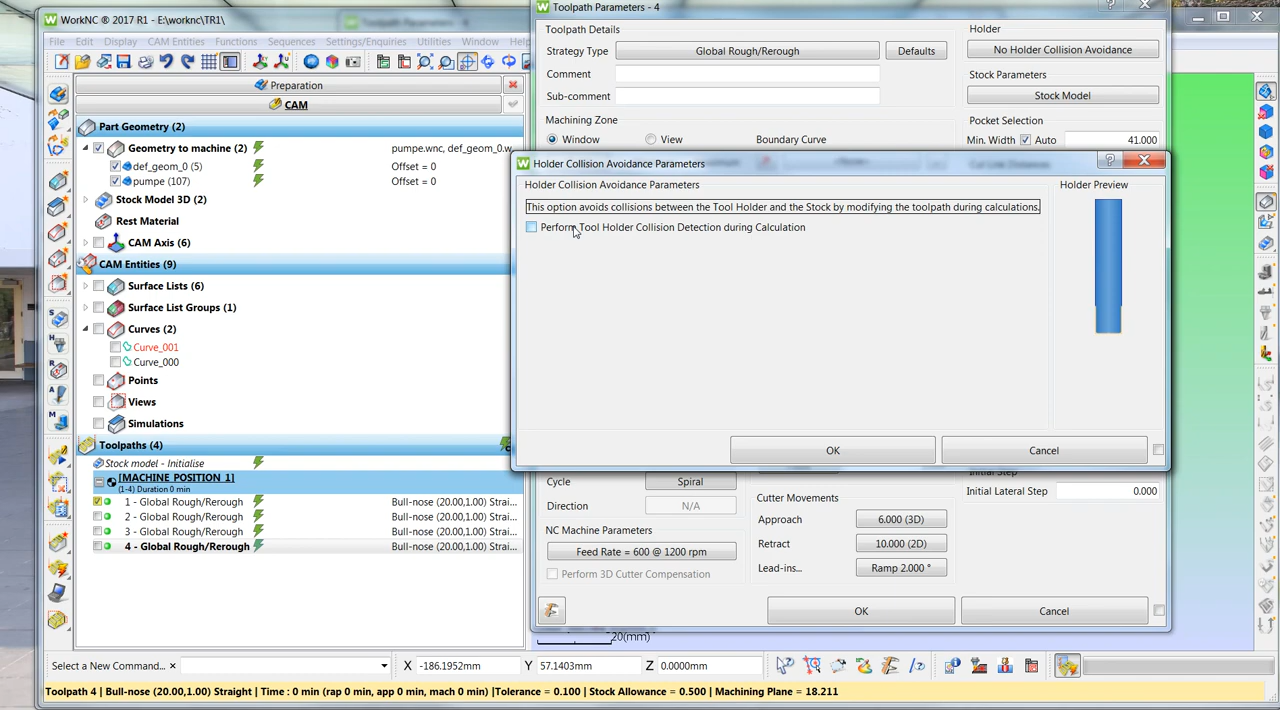 WorkNC ® 2017 R1 - E:\worknc\TR1\
Toolpath Parameters - 4
File Edit Display CAM Entities Functions Sequences Settings/Enquiries Utilities Window Help
Preparation
CAM
Part Geometry (2)
Geometry to machine (2) pumpe.wnc, def_geom_0.w...
def_geom_0 (5) Offset = 0
pumpe (107) Offset = 0
Stock Model 3D (2)
Rest Material
CAM Axis (6)
CAM Entities (9)
Surface Lists (6)
Surface List Groups (1)
Curves (2)
Curve_001
Curve_000
Points
Views
Simulations
Toolpaths (4)
Stock model - Initialise
[MACHINE POSITION 1]
(1-4) Duration 0 min
1 - Global Rough/Rerough Bull-nose (20.00,1.00) Strai...
2 - Global Rough/Rerough Bull-nose (20.00,1.00) Strai...
3 - Global Rough/Rerough Bull-nose (20.00,1.00) Strai...
4 - Global Rough/Rerough Bull-nose (20.00,1.00) Strai...
Toolpath Parameters - 4
Toolpath Details
Strategy Type Global Rough/Rerough Defaults
Comment
Sub-comment
Machining Zone
Window View Boundary Curve
Holder
No Holder Collision Avoidance
Stock Parameters
Stock Model
Pocket Selection
Min. Width Auto 41.000
Holder Collision Avoidance Parameters
Holder Collision Avoidance Parameters
This option avoids collisions between the Tool Holder and the Stock by modifying the toolpath during calculations.
Perform Tool Holder Collision Detection during Calculation
Holder Preview
OK Cancel
Cycle Spiral
Direction N/A
NC Machine Parameters
Feed Rate = 600 @ 1200 rpm
Perform 3D Cutter Compensation
Cutter Movements
Approach 6.000 (3D)
Retract 10.000 (2D)
Lead-ins... Ramp 2.000 °
Initial Step
Initial Lateral Step 0.000
OK Cancel
20(mm)
Select a New Command... X -186.1952mm Y 57.1403mm Z 0.0000mm
Toolpath 4 | Bull-nose (20.00,1.00) Straight | Time : 0 min (rap 0 min, app 0 min, mach 0 min) |Tolerance = 0.100 | Stock Allowance = 0.500 | Machining Plane = 18.211